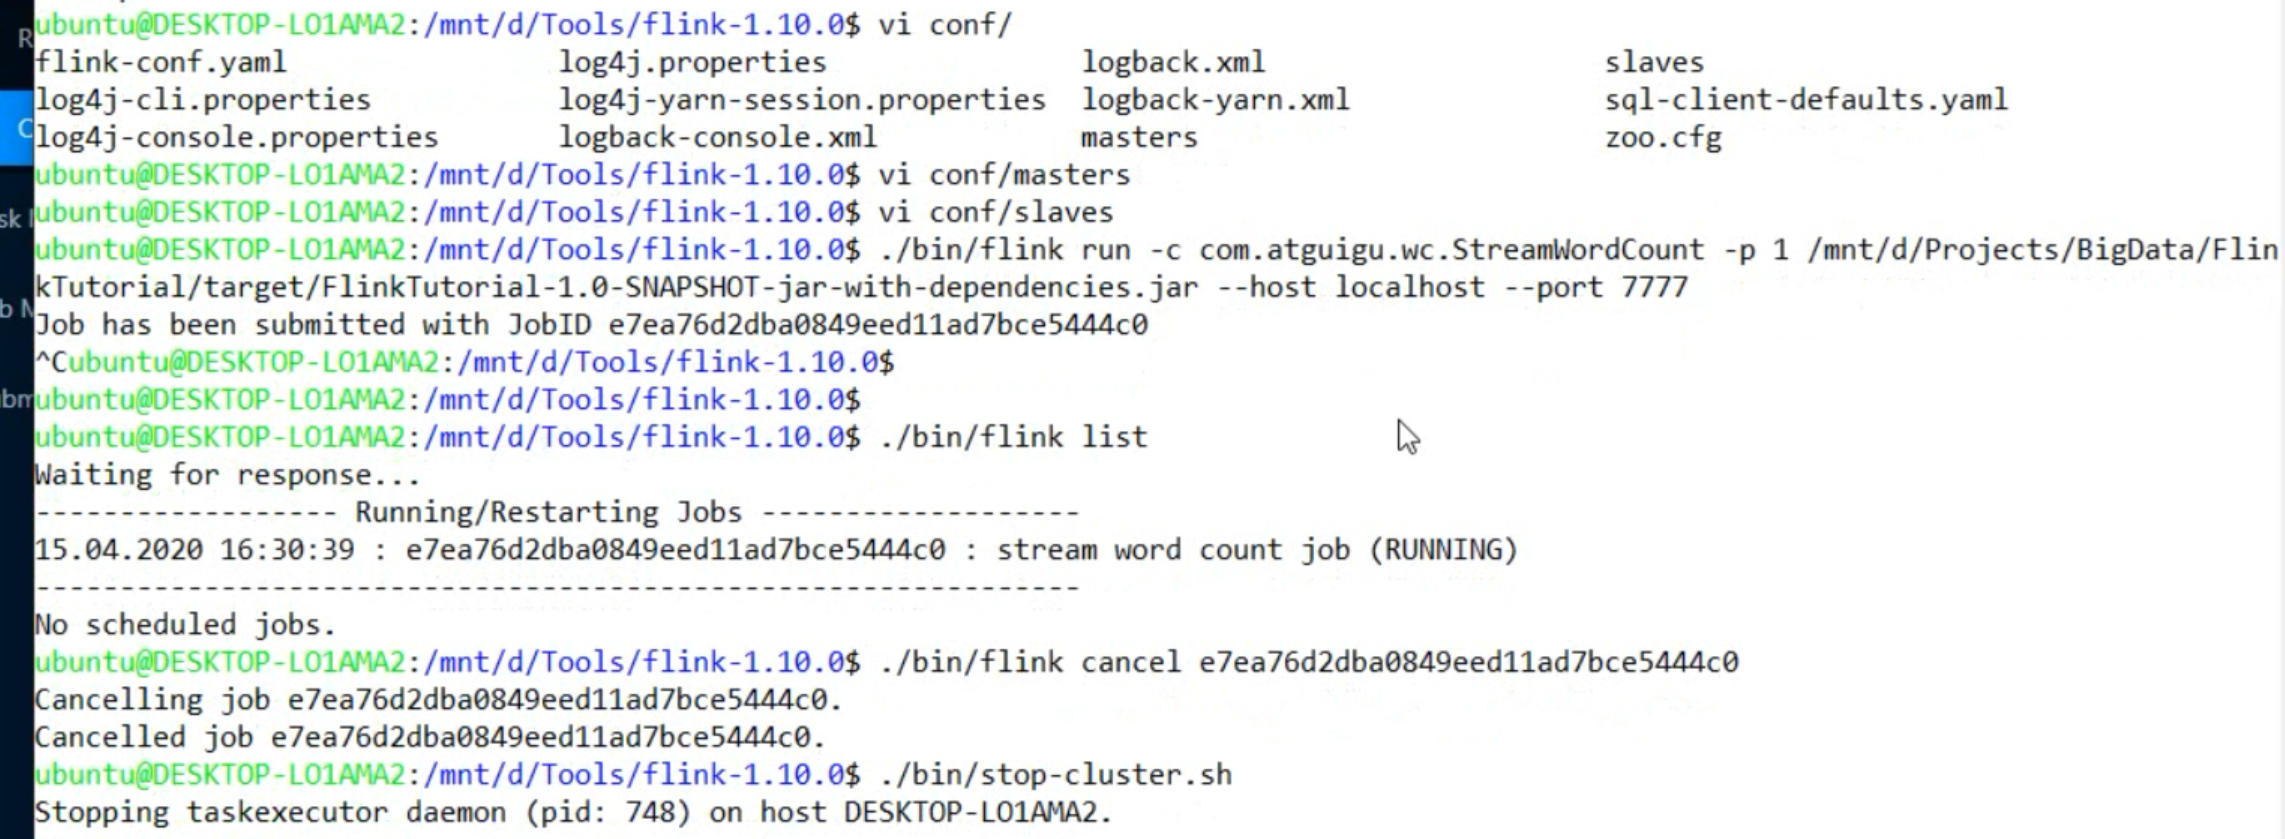 ubuntu@DESKTOP-LO1AMA2:/mnt/d/Tools/flink-1.10.0$ vi conf/
flink-conf.yaml log4j.properties logback.xml slaves
log4j-cli.properties log4j-yarn-session.properties logback-yarn.xml sql-client-defaults.yaml
log4j-console.properties logback-console.xml masters zoo.cfg
ubuntu@DESKTOP-LO1AMA2:/mnt/d/Tools/flink-1.10.0$ vi conf/masters
ubuntu@DESKTOP-LO1AMA2:/mnt/d/Tools/flink-1.10.0$ vi conf/slaves
ubuntu@DESKTOP-LO1AMA2:/mnt/d/Tools/flink-1.10.0$ ./bin/flink run -c com.atguigu.wc.StreamWordCount -p 1 /mnt/d/Projects/BigData/Flin
kTutorial/target/FlinkTutorial-1.0-SNAPSHOT-jar-with-dependencies.jar --host localhost --port 7777
Job has been submitted with JobID e7ea76d2dba0849eed11ad7bce5444c0
^Cubuntu@DESKTOP-LO1AMA2:/mnt/d/Tools/flink-1.10.0$
ubuntu@DESKTOP-LO1AMA2:/mnt/d/Tools/flink-1.10.0$
ubuntu@DESKTOP-LO1AMA2:/mnt/d/Tools/flink-1.10.0$ ./bin/flink list
Waiting for response...
------------------ Running/Restarting Jobs -------------------
15.04.2020 16:30:39 : e7ea76d2dba0849eed11ad7bce5444c0 : stream word count job (RUNNING)
--------------------------------------------------------------
No scheduled jobs.
ubuntu@DESKTOP-LO1AMA2:/mnt/d/Tools/flink-1.10.0$ ./bin/flink cancel e7ea76d2dba0849eed11ad7bce5444c0
Cancelling job e7ea76d2dba0849eed11ad7bce5444c0.
Cancelled job e7ea76d2dba0849eed11ad7bce5444c0.
ubuntu@DESKTOP-LO1AMA2:/mnt/d/Tools/flink-1.10.0$ ./bin/stop-cluster.sh
Stopping taskexecutor daemon (pid: 748) on host DESKTOP-LO1AMA2.